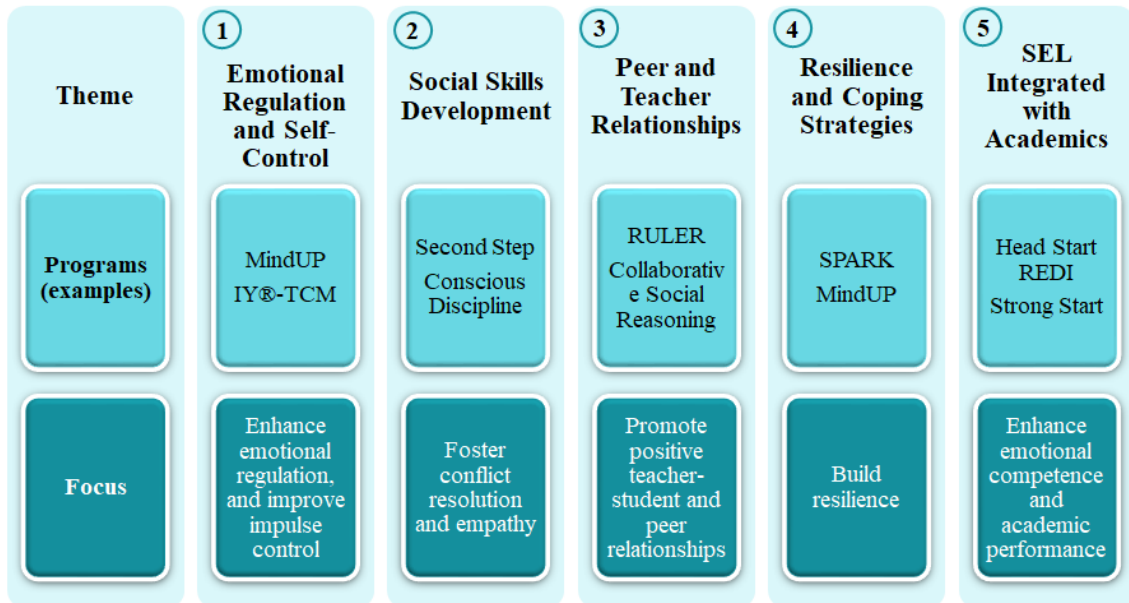 Theme
Programs
(examples)
Focus
1
Emotional
Regulation
and Self-
Control
MindUP
IY®-TCM
Enhance
emotional
regulation,
and improve
impulse
control
2
Social Skills
Development
Second Step
Conscious
Discipline
Foster
conflict
resolution
and empathy
3
Peer and
Teacher
Relationships
RULER
Collaborativ
e Social
Reasoning
Promote
positive
teacher-
student and
peer
relationships
4
Resilience
and Coping
Strategies
SPARK
MindUP
Build
resilience
5
SEL
Integrated
with
Academics
Head Start
REDI
Strong Start
Enhance
emotional
competence
and
academic
performance